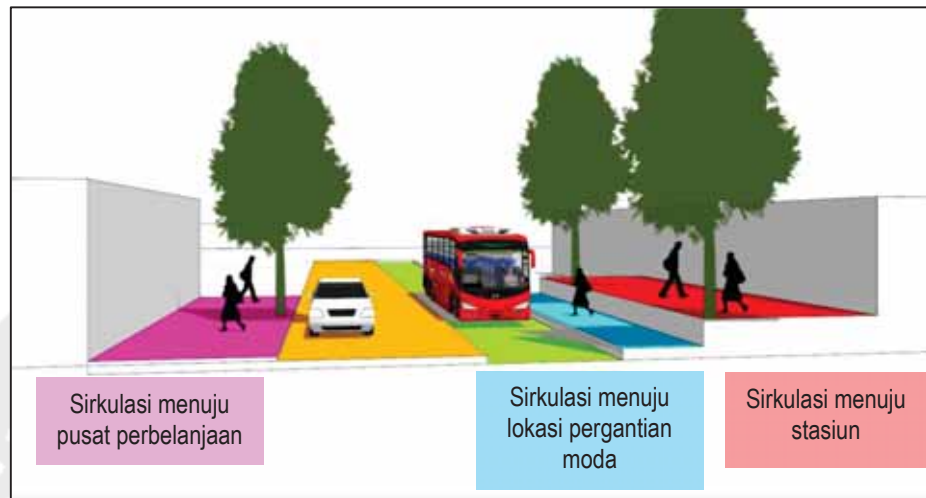 Sirkulasi menuju
pusat perbelanjaan
Sirkulasi menuju
lokasi pergantian
moda
Sirkulasi menuju
stasiun